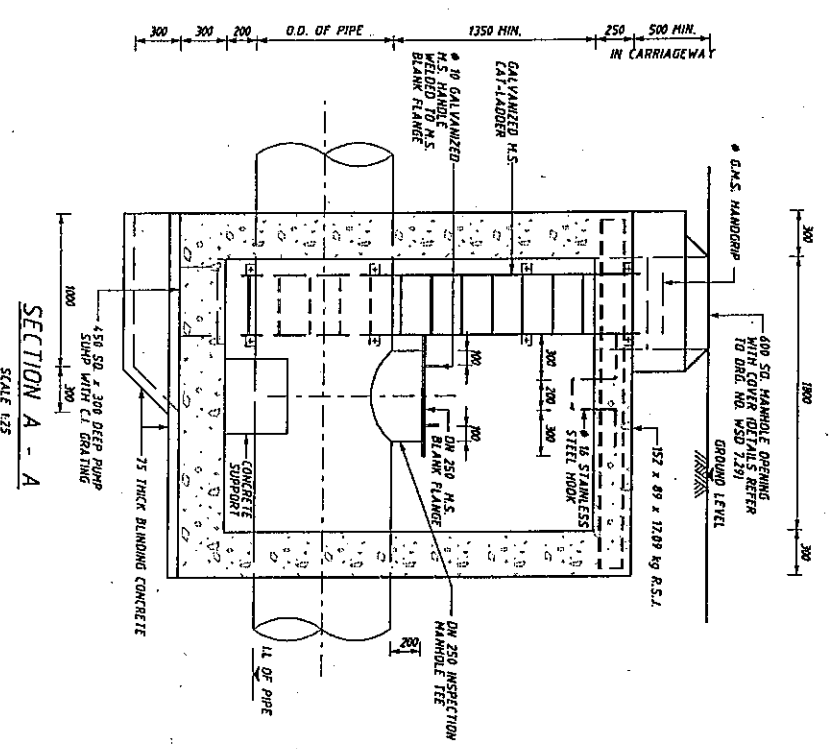 300
300
200
O.D. OF PIPE
1350 MIN.
250
500 MIN.
IN CARRIAGEWAY
⌀ 10 GALVANIZED
M.S. HANDLE
WELDED TO M.S.
BLANK FLANGE
GALVANIZED M.S.
CAT-LADDER
⌀ G.M.S. HANDGRIP
300
1800
300
600 SQ. MANHOLE OPENING
WITH COVER (DETAILS REFER
TO DRG. NO. WSD 7.29)
GROUND LEVEL
152 x 89 x 17.09 kg R.S.J.
⌀ 16 STAINLESS
STEEL HOOK
300
200
300
100
100
DN 250 M.S.
BLANK FLANGE
CONCRETE
SUPPORT
DN 250 INSPECTION
MANHOLE TEE
200
I.L OF PIPE
1000
300
75 THICK BLINDING CONCRETE
450 SQ. x 300 DEEP PUMP
SUMP WITH C.I. GRATING
SECTION A - A
SCALE 1:25